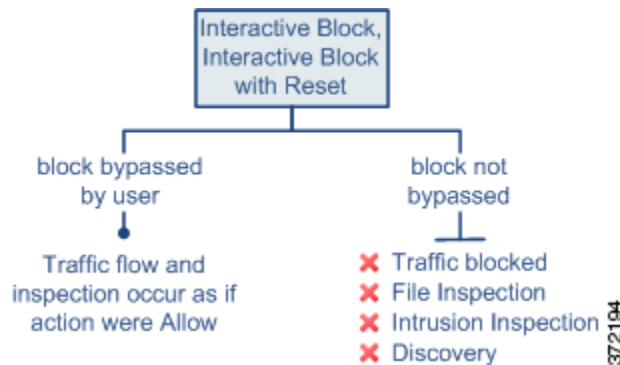 Interactive Block,
Interactive Block
with Reset
block bypassed
by user
block not
bypassed
Traffic flow and
inspection occur as if
action were Allow
Traffic blocked
File Inspection
Intrusion Inspection
Discovery
372194